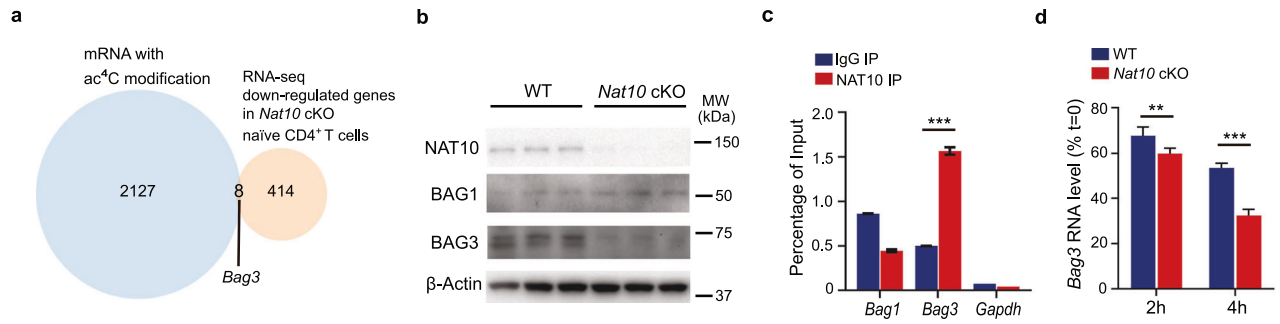 a
mRNA with
ac⁴C modification
RNA-seq
down-regulated genes
in Nat10 cKO
naïve CD4⁺ T cells
2127
8
414
Bag3
b
WT
Nat10 cKO
MW
(kDa)
NAT10
150
BAG1
50
BAG3
75
β-Actin
37
c
IgG IP
NAT10 IP
Percentage of Input
2.0
1.5
1.0
0.5
0
***
Bag1
Bag3
Gapdh
d
WT
Nat10 cKO
Bag3 RNA level (% t=0)
80
60
40
20
0
**
***
2h
4h